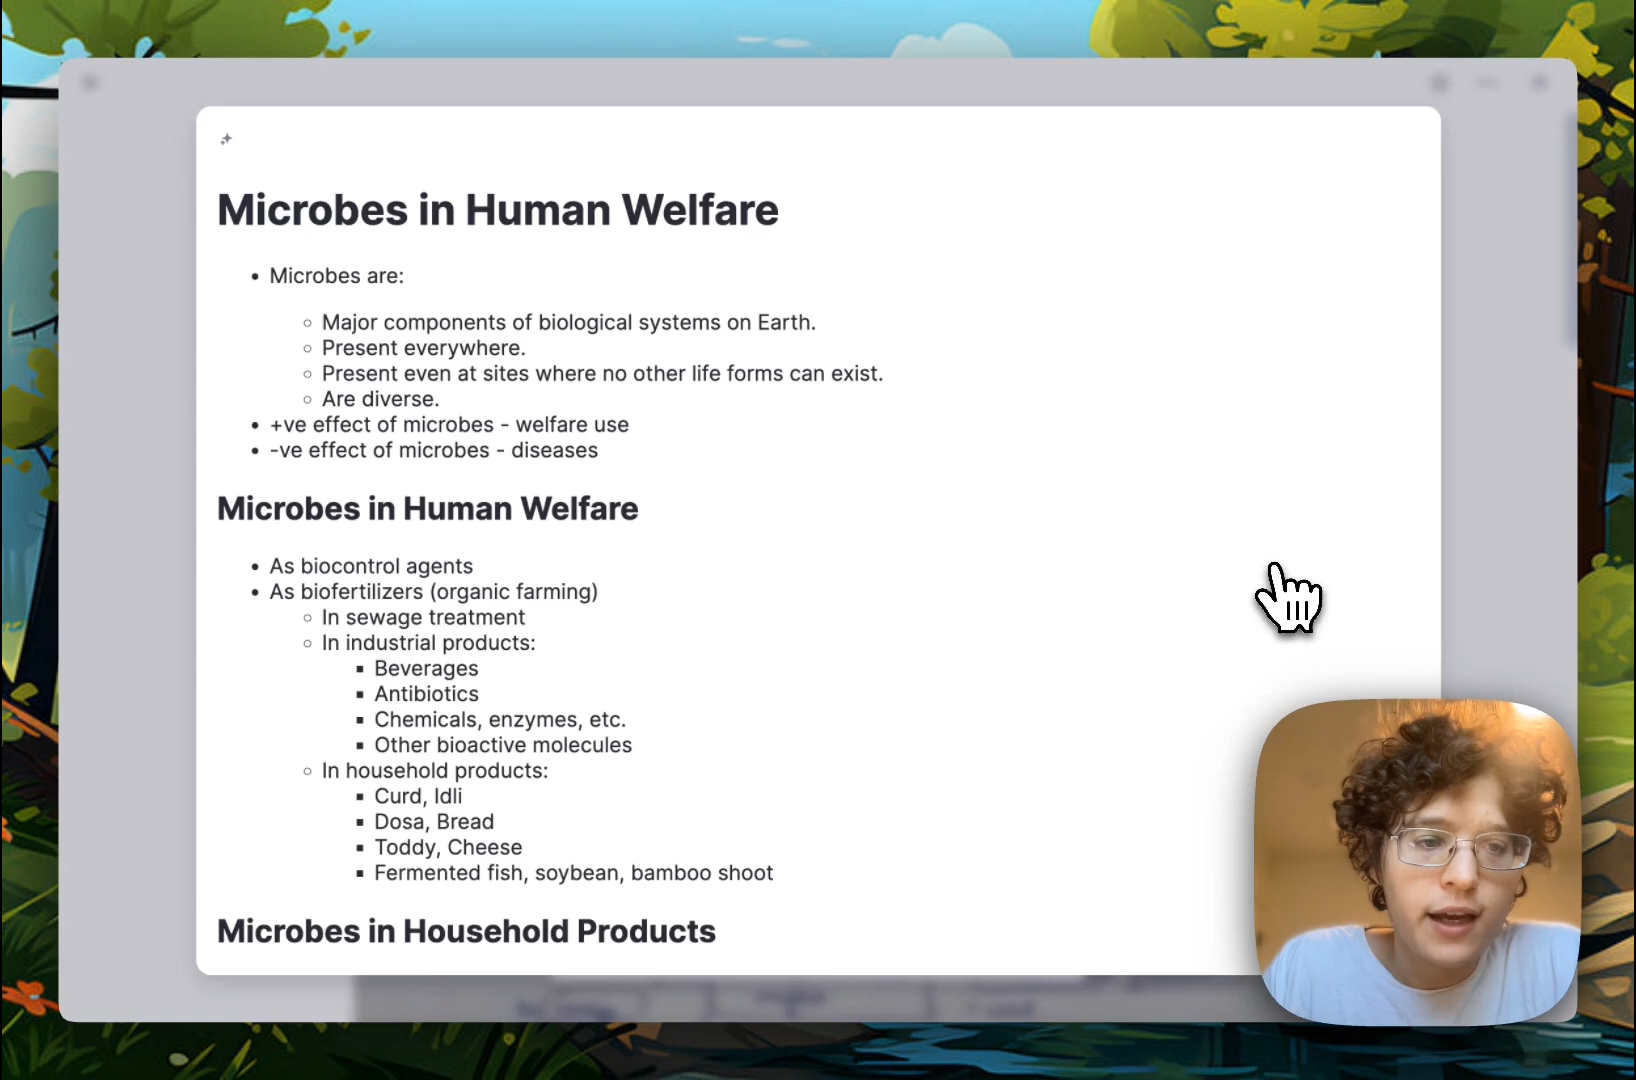 Microbes in Human Welfare
Microbes are:
Major components of biological systems on Earth.
Present everywhere.
Present even at sites where no other life forms can exist.
Are diverse.
+ve effect of microbes - welfare use
-ve effect of microbes - diseases
Microbes in Human Welfare
As biocontrol agents
As biofertilizers (organic farming)
In sewage treatment
In industrial products:
Beverages
Antibiotics
Chemicals, enzymes, etc.
Other bioactive molecules
In household products:
Curd, Idli
Dosa, Bread
Toddy, Cheese
Fermented fish, soybean, bamboo shoot
Microbes in Household Products